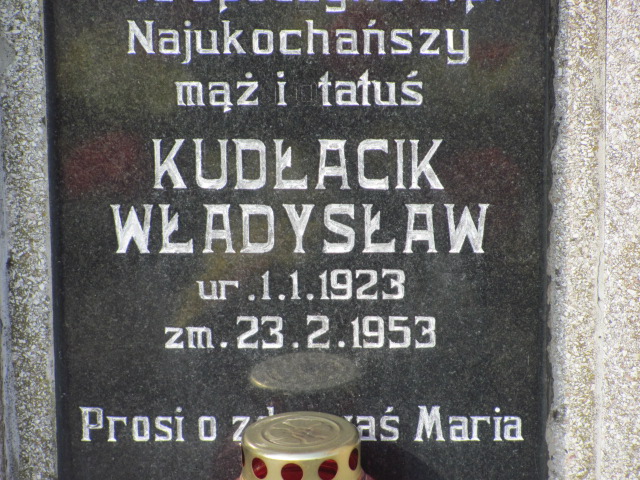 Najukochańszy
mąż i tatuś
KUDŁACIK
WŁADYSŁAW
ur. 1.1.1923
zm. 23.2.1953
Prosi o Maria